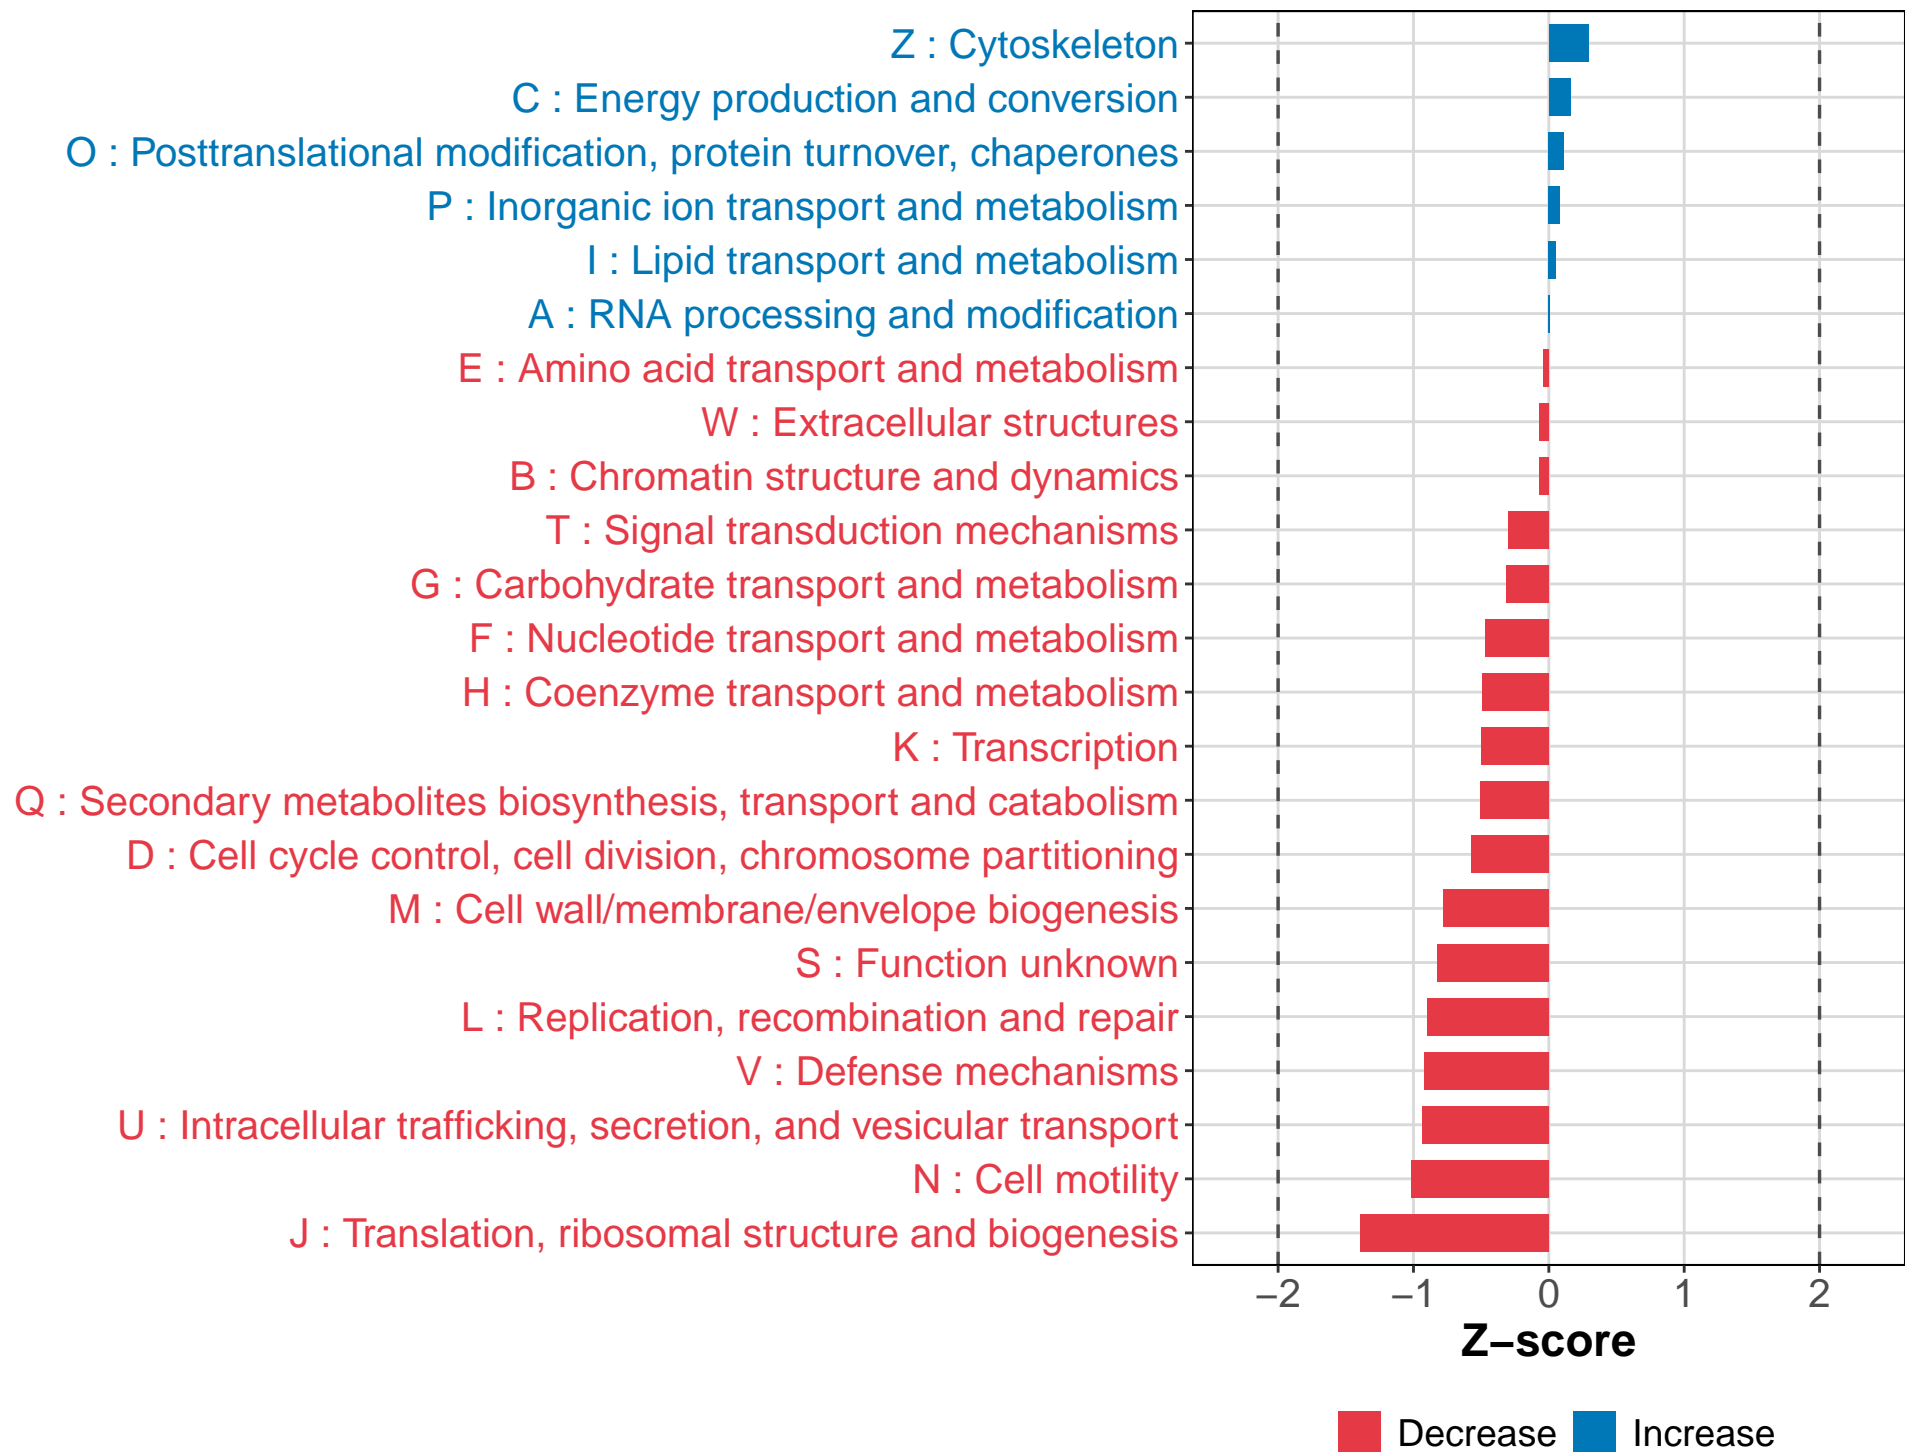 Z : Cytoskeleton
C : Energy production and conversion
O : Posttranslational modification, protein turnover, chaperones
P : Inorganic ion transport and metabolism
I : Lipid transport and metabolism
A : RNA processing and modification
E : Amino acid transport and metabolism
W : Extracellular structures
B : Chromatin structure and dynamics
T : Signal transduction mechanisms
G : Carbohydrate transport and metabolism
F : Nucleotide transport and metabolism
H : Coenzyme transport and metabolism
K : Transcription
Q : Secondary metabolites biosynthesis, transport and catabolism
D : Cell cycle control, cell division, chromosome partitioning
M : Cell wall/membrane/envelope biogenesis
S : Function unknown
L : Replication, recombination and repair
V : Defense mechanisms
U : Intracellular trafficking, secretion, and vesicular transport
N : Cell motility
J : Translation, ribosomal structure and biogenesis
−2 −1 0 1 2
Z−score
Decrease Increase